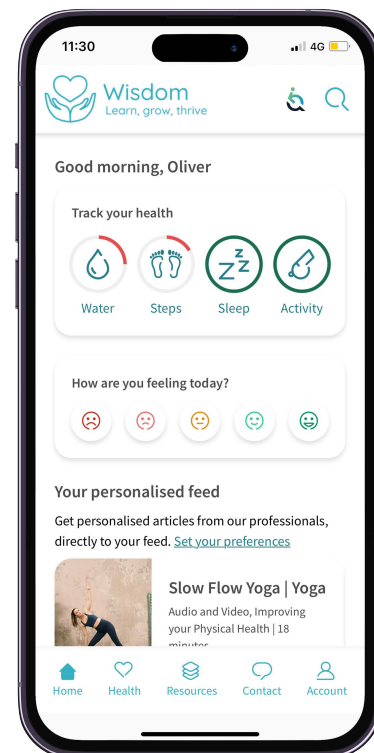 11:30
4G
Wisdom
Learn, grow, thrive
Good morning, Oliver
Track your health
Water Steps Sleep Activity
How are you feeling today?
Your personalised feed
Get personalised articles from our professionals,
directly to your feed. Set your preferences
Slow Flow Yoga | Yoga
Audio and Video, Improving
your Physical Health | 18
minutes
Home Health Resources Contact Account